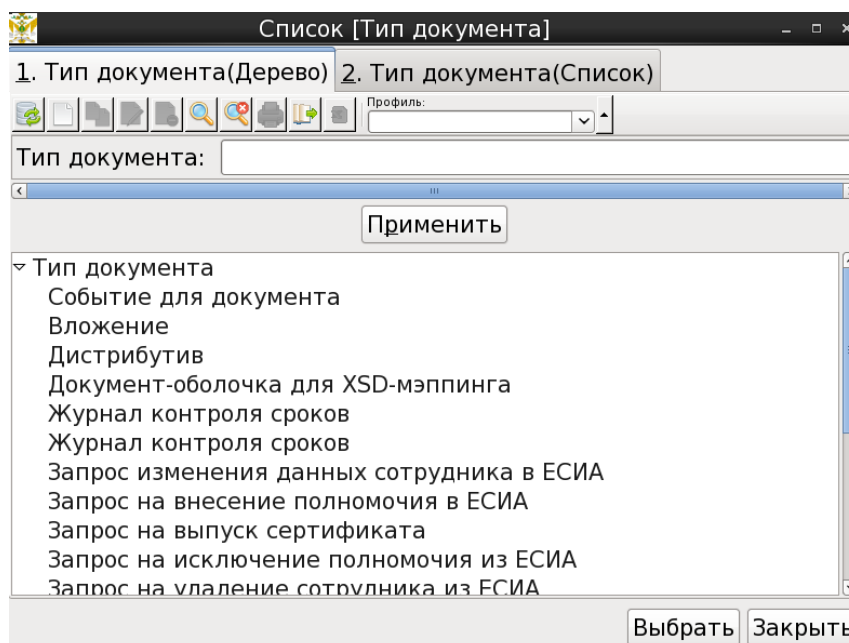 Список [Тип документа]
1. Тип документа(Дерево) 2. Тип документа(Список)
Профиль:
Тип документа:
Применить
Тип документа
Событие для документа
Вложение
Дистрибутив
Документ-оболочка для XSD-мэппинга
Журнал контроля сроков
Журнал контроля сроков
Запрос изменения данных сотрудника в ЕСИА
Запрос на внесение полномочия в ЕСИА
Запрос на выпуск сертификата
Запрос на исключение полномочия из ЕСИА
Запрос на удаление сотрудника из ЕСИА
Выбрать Закрыть